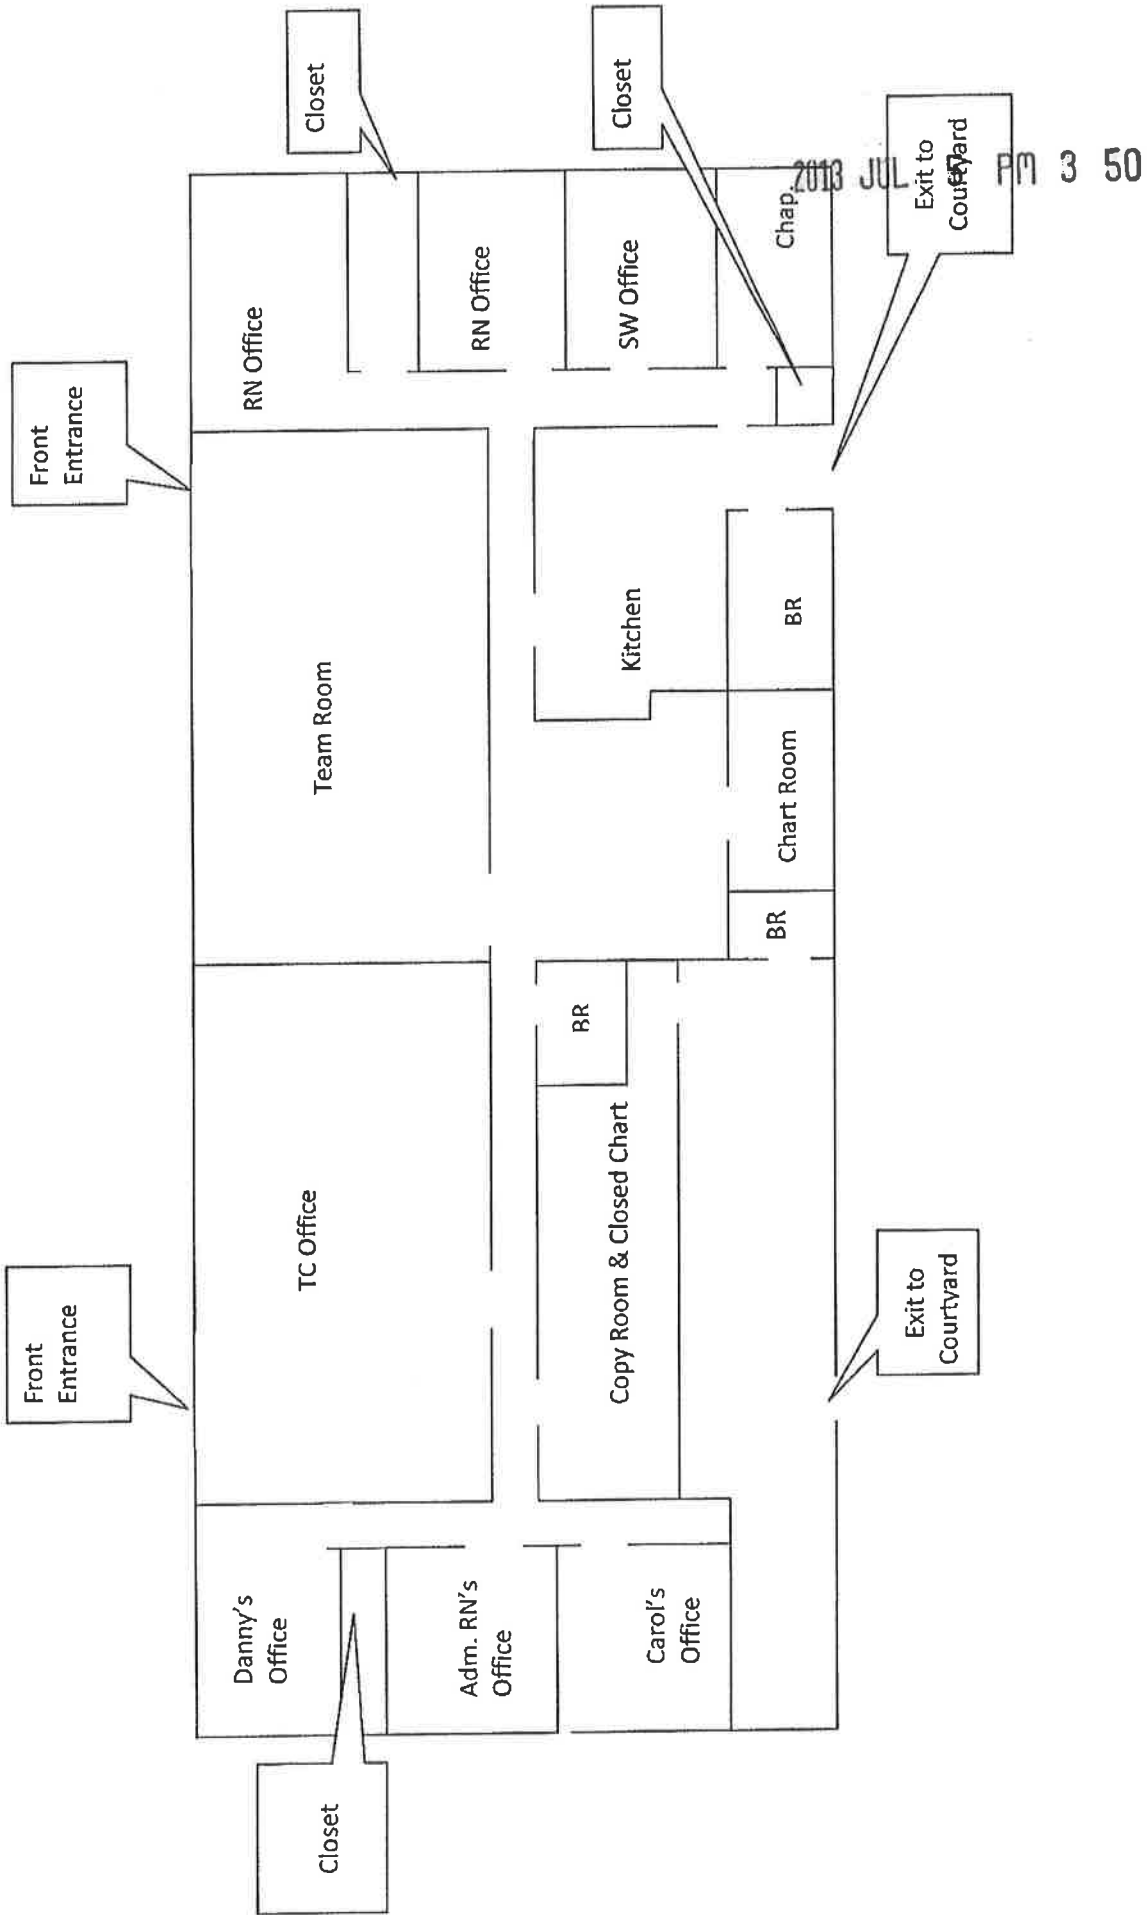 Front
Entrance
Front
Entrance
Closet
Danny's
Office
TC Office
Team Room
RN Office
Closet
Adm. RN's
Office
RN Office
Carol's
Office
Copy Room & Closed Chart
BR
Kitchen
SW Office
Closet
BR
Chart Room
BR
Chap.
Exit to
Courtyard
Exit to
Courtyard
2013 JUL
PM 3 50